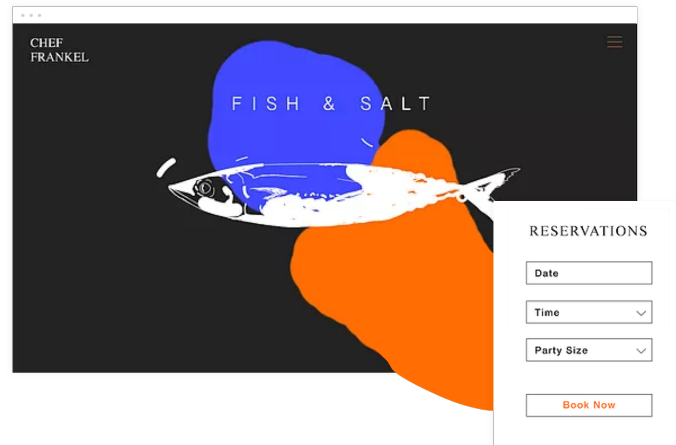 CHEF
FRANKEL
FISH & SALT
RESERVATIONS
Date
Time
Party Size
Book Now